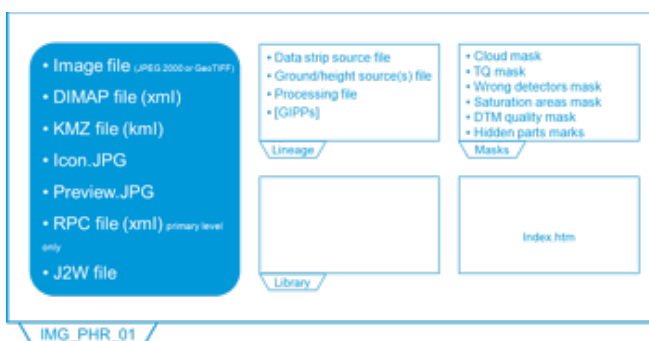 • Image file (JPEG 2000 or GeoTIFF)
• DIMAP file (xml)
• KMZ file (kml)
• Icon.JPG
• Preview.JPG
• RPC file (xml) primary level
only
• J2W file
• Data strip source file
• Ground/height source(s) file
• Processing file
• [GIPPs]
Lineage
• Cloud mask
• TQ mask
• Wrong detectors mask
• Saturation areas mask
• DTM quality mask
• Hidden parts marks
Masks
Library
Index.htm
IMG_PHR_01